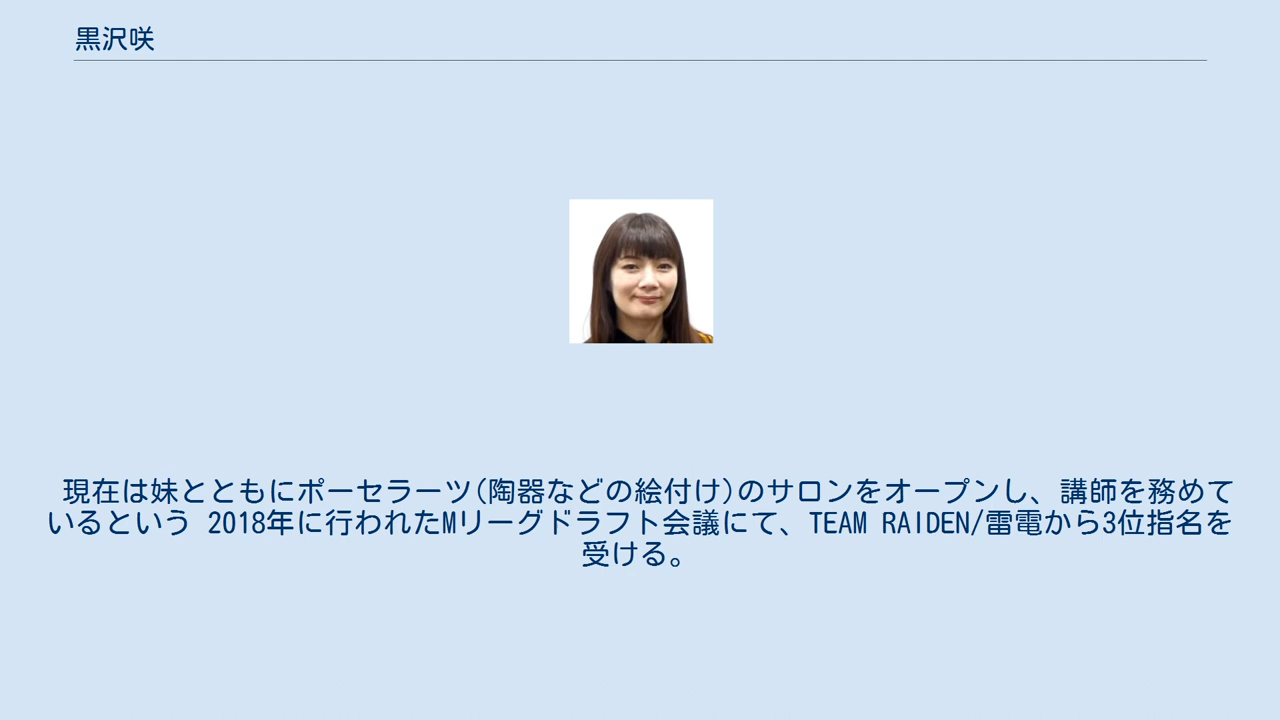 黒沢咲
現在は妹とともにポーセラーツ(陶器などの絵付け)のサロンをオープンし、講師を務めて
いるという 2018年に行われたMリーグドラフト会議にて、TEAM RAIDEN/雷電から3位指名を
受ける。